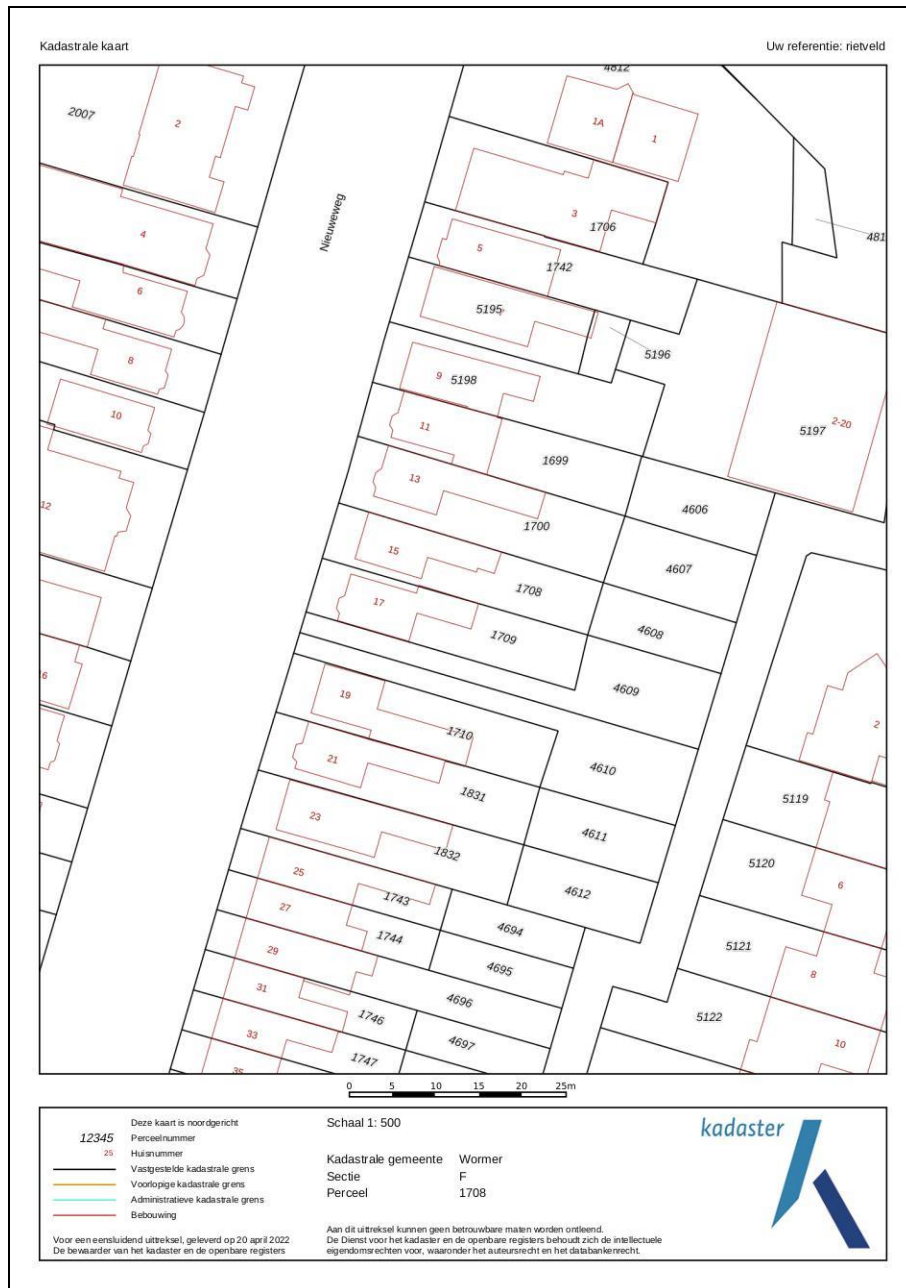 Kadastrale kaart
Uw referentie: rietveld
4812
2007
2
1A
1
Nieuweweg
3
1706
481
4
5
1742
6
5195
5196
8
9
5198
10
5197
2-20
11
1699
12
13
4606
1700
15
4607
1708
17
4608
1709
16
4609
19
1710
2
4610
21
1831
5119
23
4611
1832
5120
25
4612
6
1743
27
4694
1744
5121
29
4695
8
31
4696
1746
5122
33
4697
10
1747
35
0 5 10 15 20 25m
Deze kaart is noordgericht
12345 Perceelnummer
25 Huisnummer
Vastgestelde kadastrale grens
Voorlopige kadastrale grens
Administratieve kadastrale grens
Bebouwing
Voor een eensluidend uittreksel, geleverd op 20 april 2022
De bewaarder van het kadaster en de openbare registers
Schaal 1: 500
Kadastrale gemeente Wormer
Sectie F
Perceel 1708
Aan dit uittreksel kunnen geen betrouwbare maten worden ontleend.
De Dienst voor het kadaster en de openbare registers behoudt zich de intellectuele
eigendomsrechten voor, waaronder het auteursrecht en het databankenrecht.
kadaster